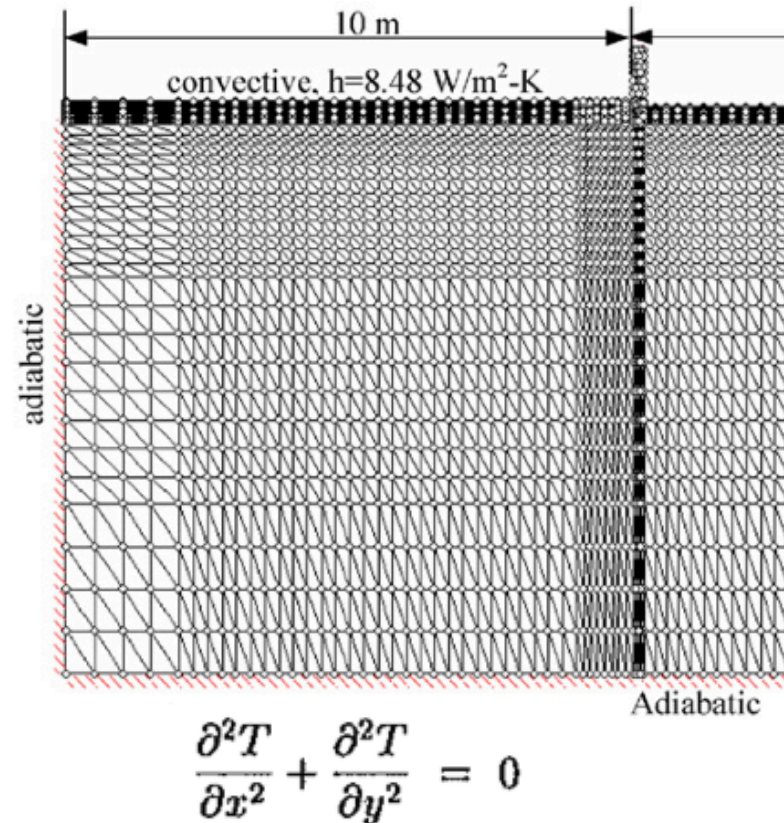 10 m
convective, h=8.48 W/m²-K
adiabatic
Adiabatic
∂²T/∂x² + ∂²T/∂y² = 0